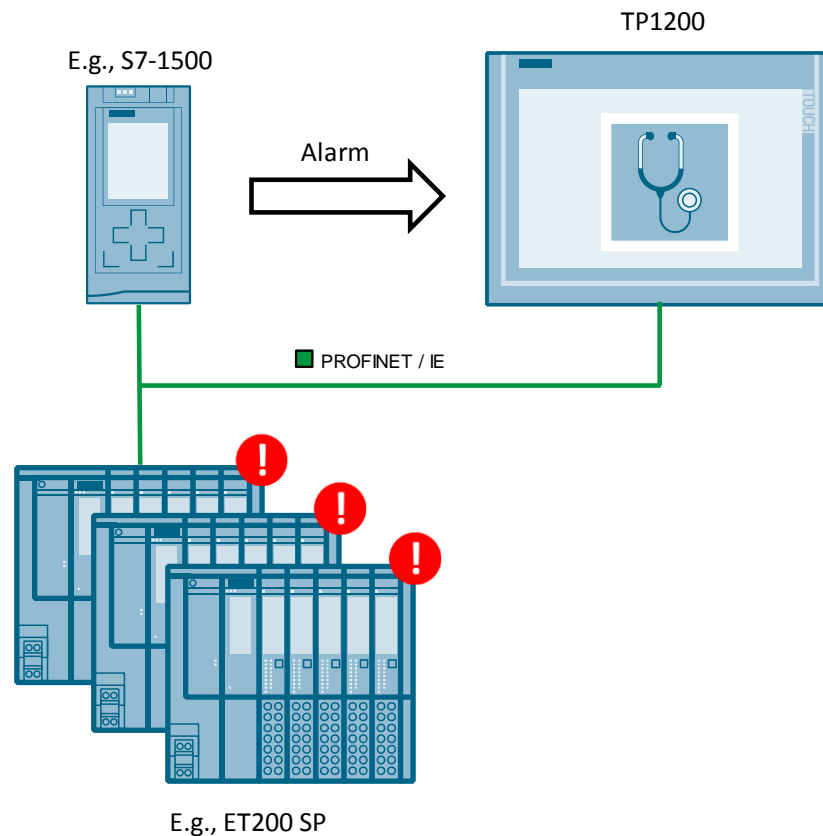 TP1200
E.g., S7-1500
TOUCH
Alarm
PROFINET / IE
!
!
!
E.g., ET200 SP